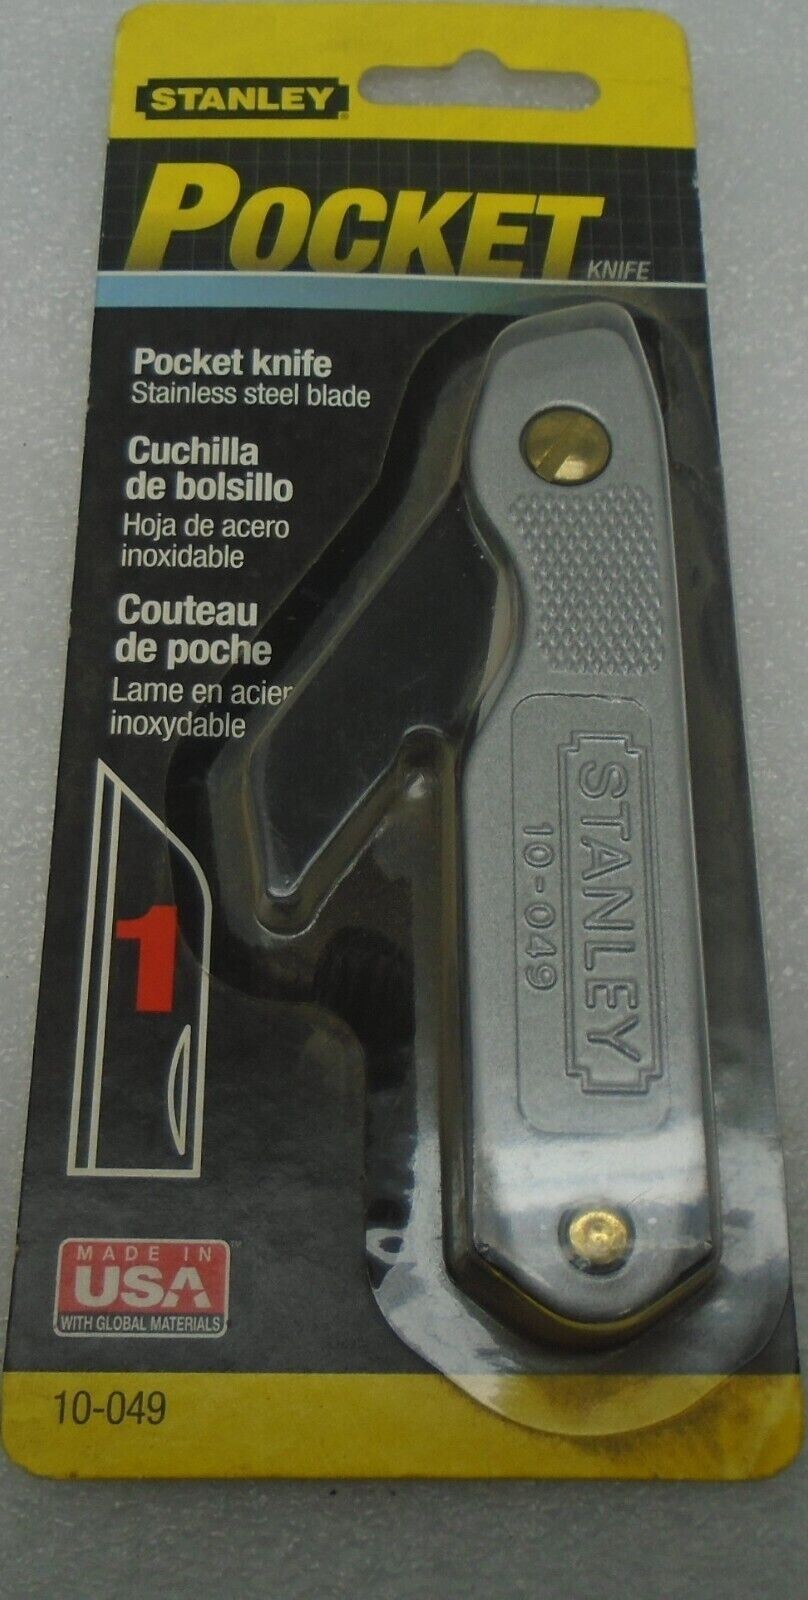 STANLEY
POCKET
KNIFE
Pocket knife
Stainless steel blade
Cuchilla
de bolsillo
Hoja de acero
inoxidable
Couteau
de poche
Lame en acier
inoxydable
1
STANLEY
10-049
MADE IN
USA
WITH GLOBAL MATERIALS
10-049